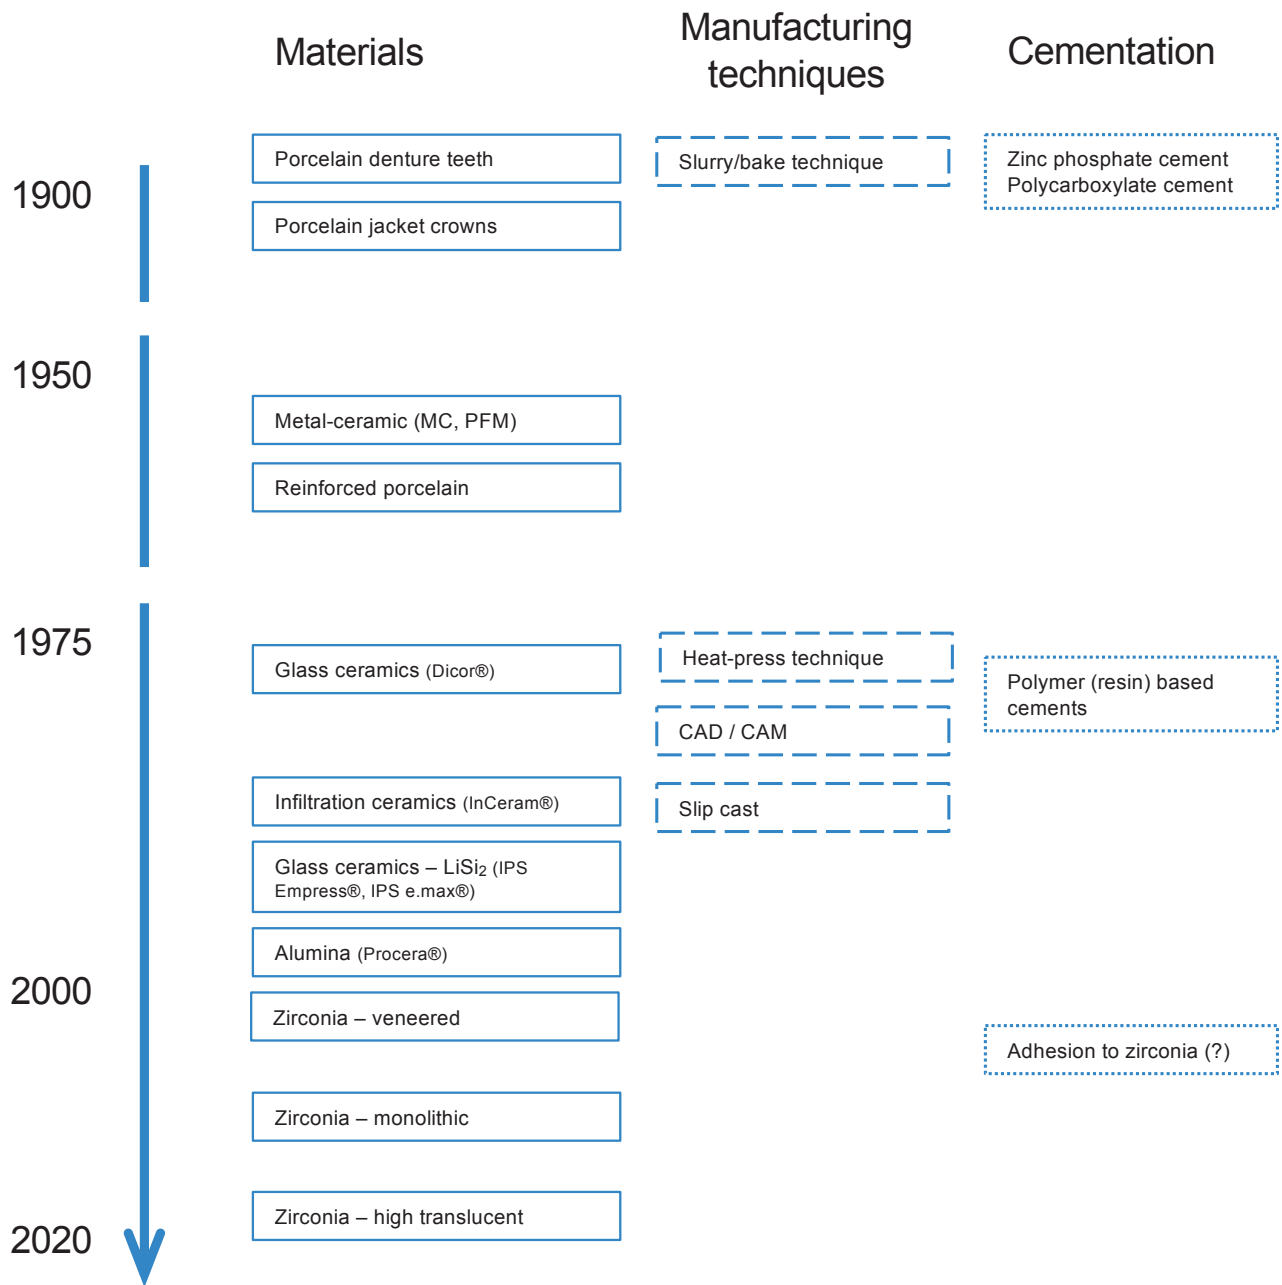 Materials
Manufacturing
techniques
Cementation
1900
Porcelain denture teeth
Slurry/bake technique
Zinc phosphate cement
Polycarboxylate cement
Porcelain jacket crowns
1950
Metal-ceramic (MC, PFM)
Reinforced porcelain
1975
Glass ceramics (Dicor®)
Heat-press technique
Polymer (resin) based
cements
CAD / CAM
Infiltration ceramics (InCeram®)
Slip cast
Glass ceramics – LiSi₂ (IPS
Empress®, IPS e.max®)
Alumina (Procera®)
2000
Zirconia – veneered
Adhesion to zirconia (?)
Zirconia – monolithic
Zirconia – high translucent
2020